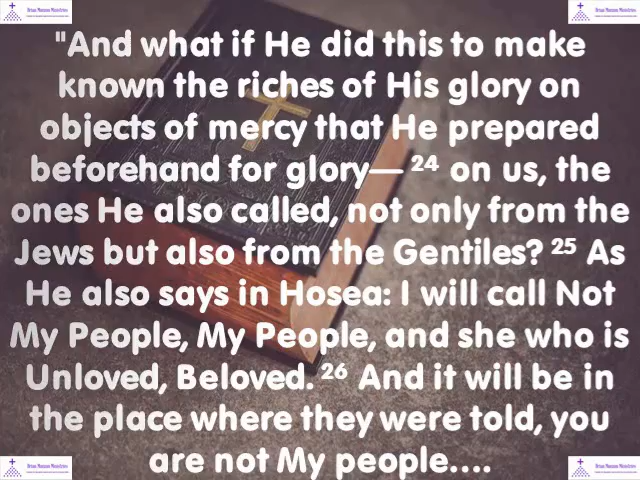 "And what if He did this to make
known the riches of His glory on
objects of mercy that He prepared
beforehand for glory— ²⁴ on us, the
ones He also called, not only from the
Jews but also from the Gentiles? ²⁵ As
He also says in Hosea: I will call Not
My People, My People, and she who is
Unloved, Beloved. ²⁶ And it will be in
the place where they were told, you
are not My people....